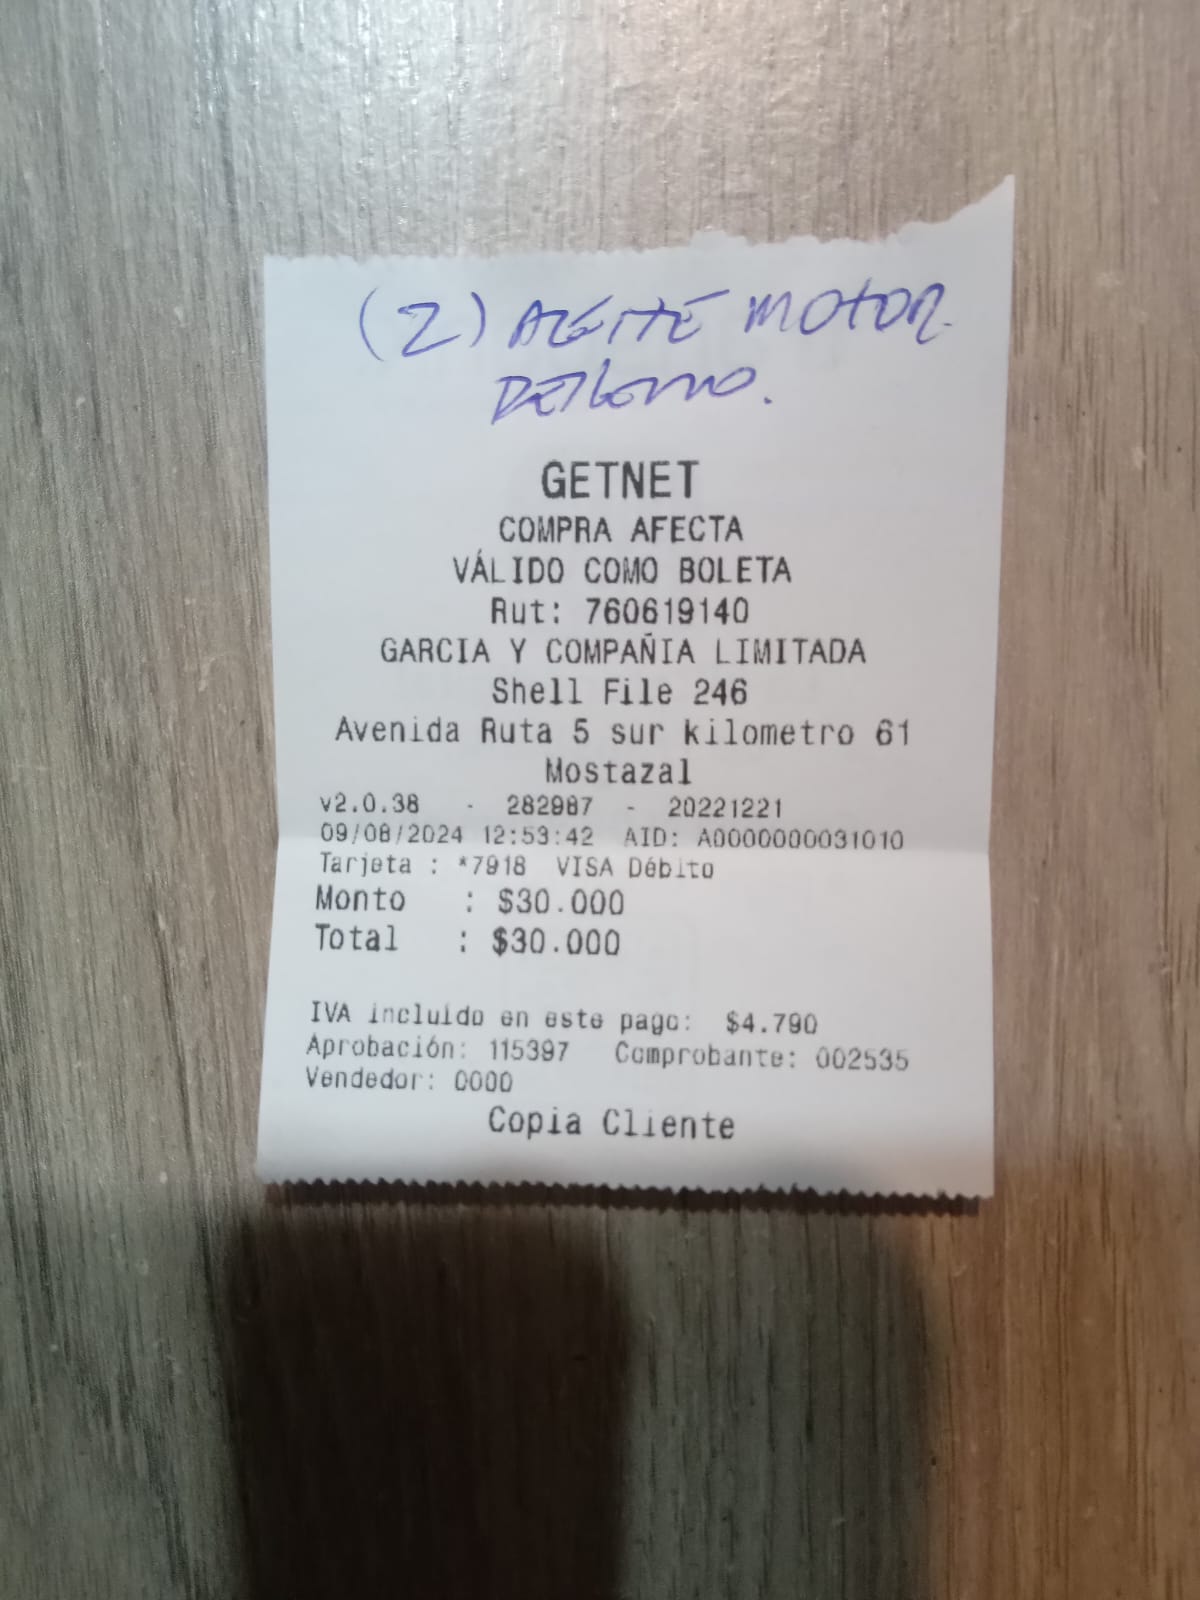 (2) ACEITE MOTOR.
GETNET
COMPRA AFECTA
VÁLIDO COMO BOLETA
Rut: 760619140
GARCIA Y COMPAÑIA LIMITADA
Shell File 246
Avenida Ruta 5 sur kilometro 61
Mostazal
v2.0.38 - 282987 - 20221221
09/08/2024 12:53:42 AID: A0000000031010
Tarjeta : *7918 VISA Débito
Monto : $30.000
Total : $30.000
IVA incluido en este pago: $4.790
Aprobación: 115397 Comprobante: 002535
Vendedor: 0000
Copia Cliente